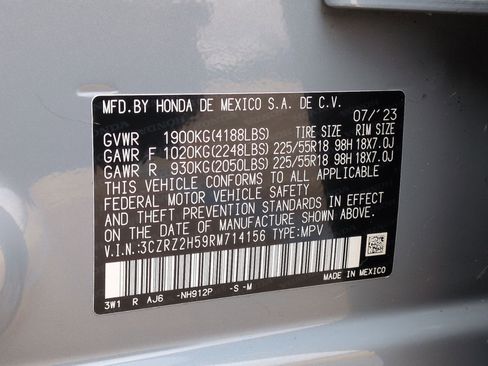 MFD.BY HONDA DE MEXICO S.A. DE C.V.
07/'23
GVWR 1900KG(4188LBS) TIRE SIZE RIM SIZE
GAWR F 1020KG(2248LBS) 225/55R18 98H 18X7.0J
GAWR R 930KG(2050LBS) 225/55R18 98H 18X7.0J
THIS VEHICLE CONFORMS TO ALL APPLICABLE
FEDERAL MOTOR VEHICLE SAFETY
AND THEFT PREVENTION STANDARDS IN EFFECT
ON THE DATE OF MANUFACTURE SHOWN ABOVE.
V.I.N.:3CZRZ2H59RM714156 TYPE:MPV
3W1 R AJ6 -NH912P -S -M
MADE IN MEXICO